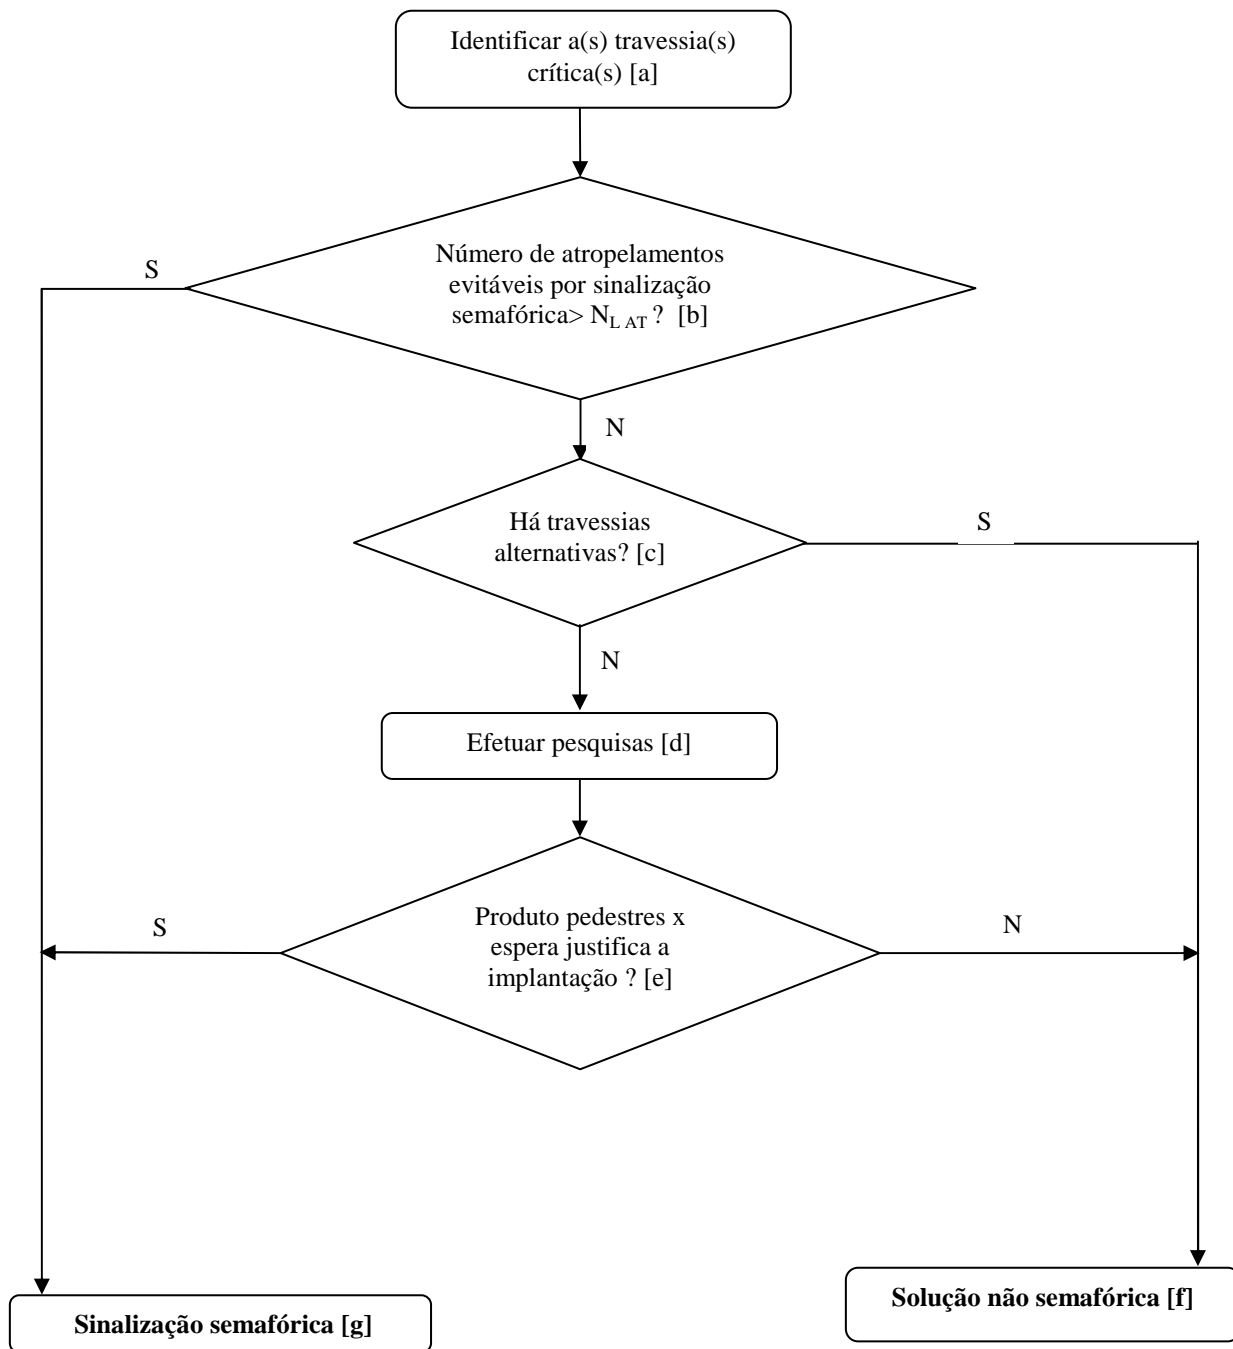 Identificar a(s) travessia(s)
crítica(s) [a]
S
Número de atropelamentos
evitáveis por sinalização
semafórica> NL AT ? [b]
N
Há travessias
alternativas? [c]
S
N
Efetuar pesquisas [d]
S
Produto pedestres x
espera justifica a
implantação ? [e]
N
Solução não semafórica [f]
Sinalização semafórica [g]